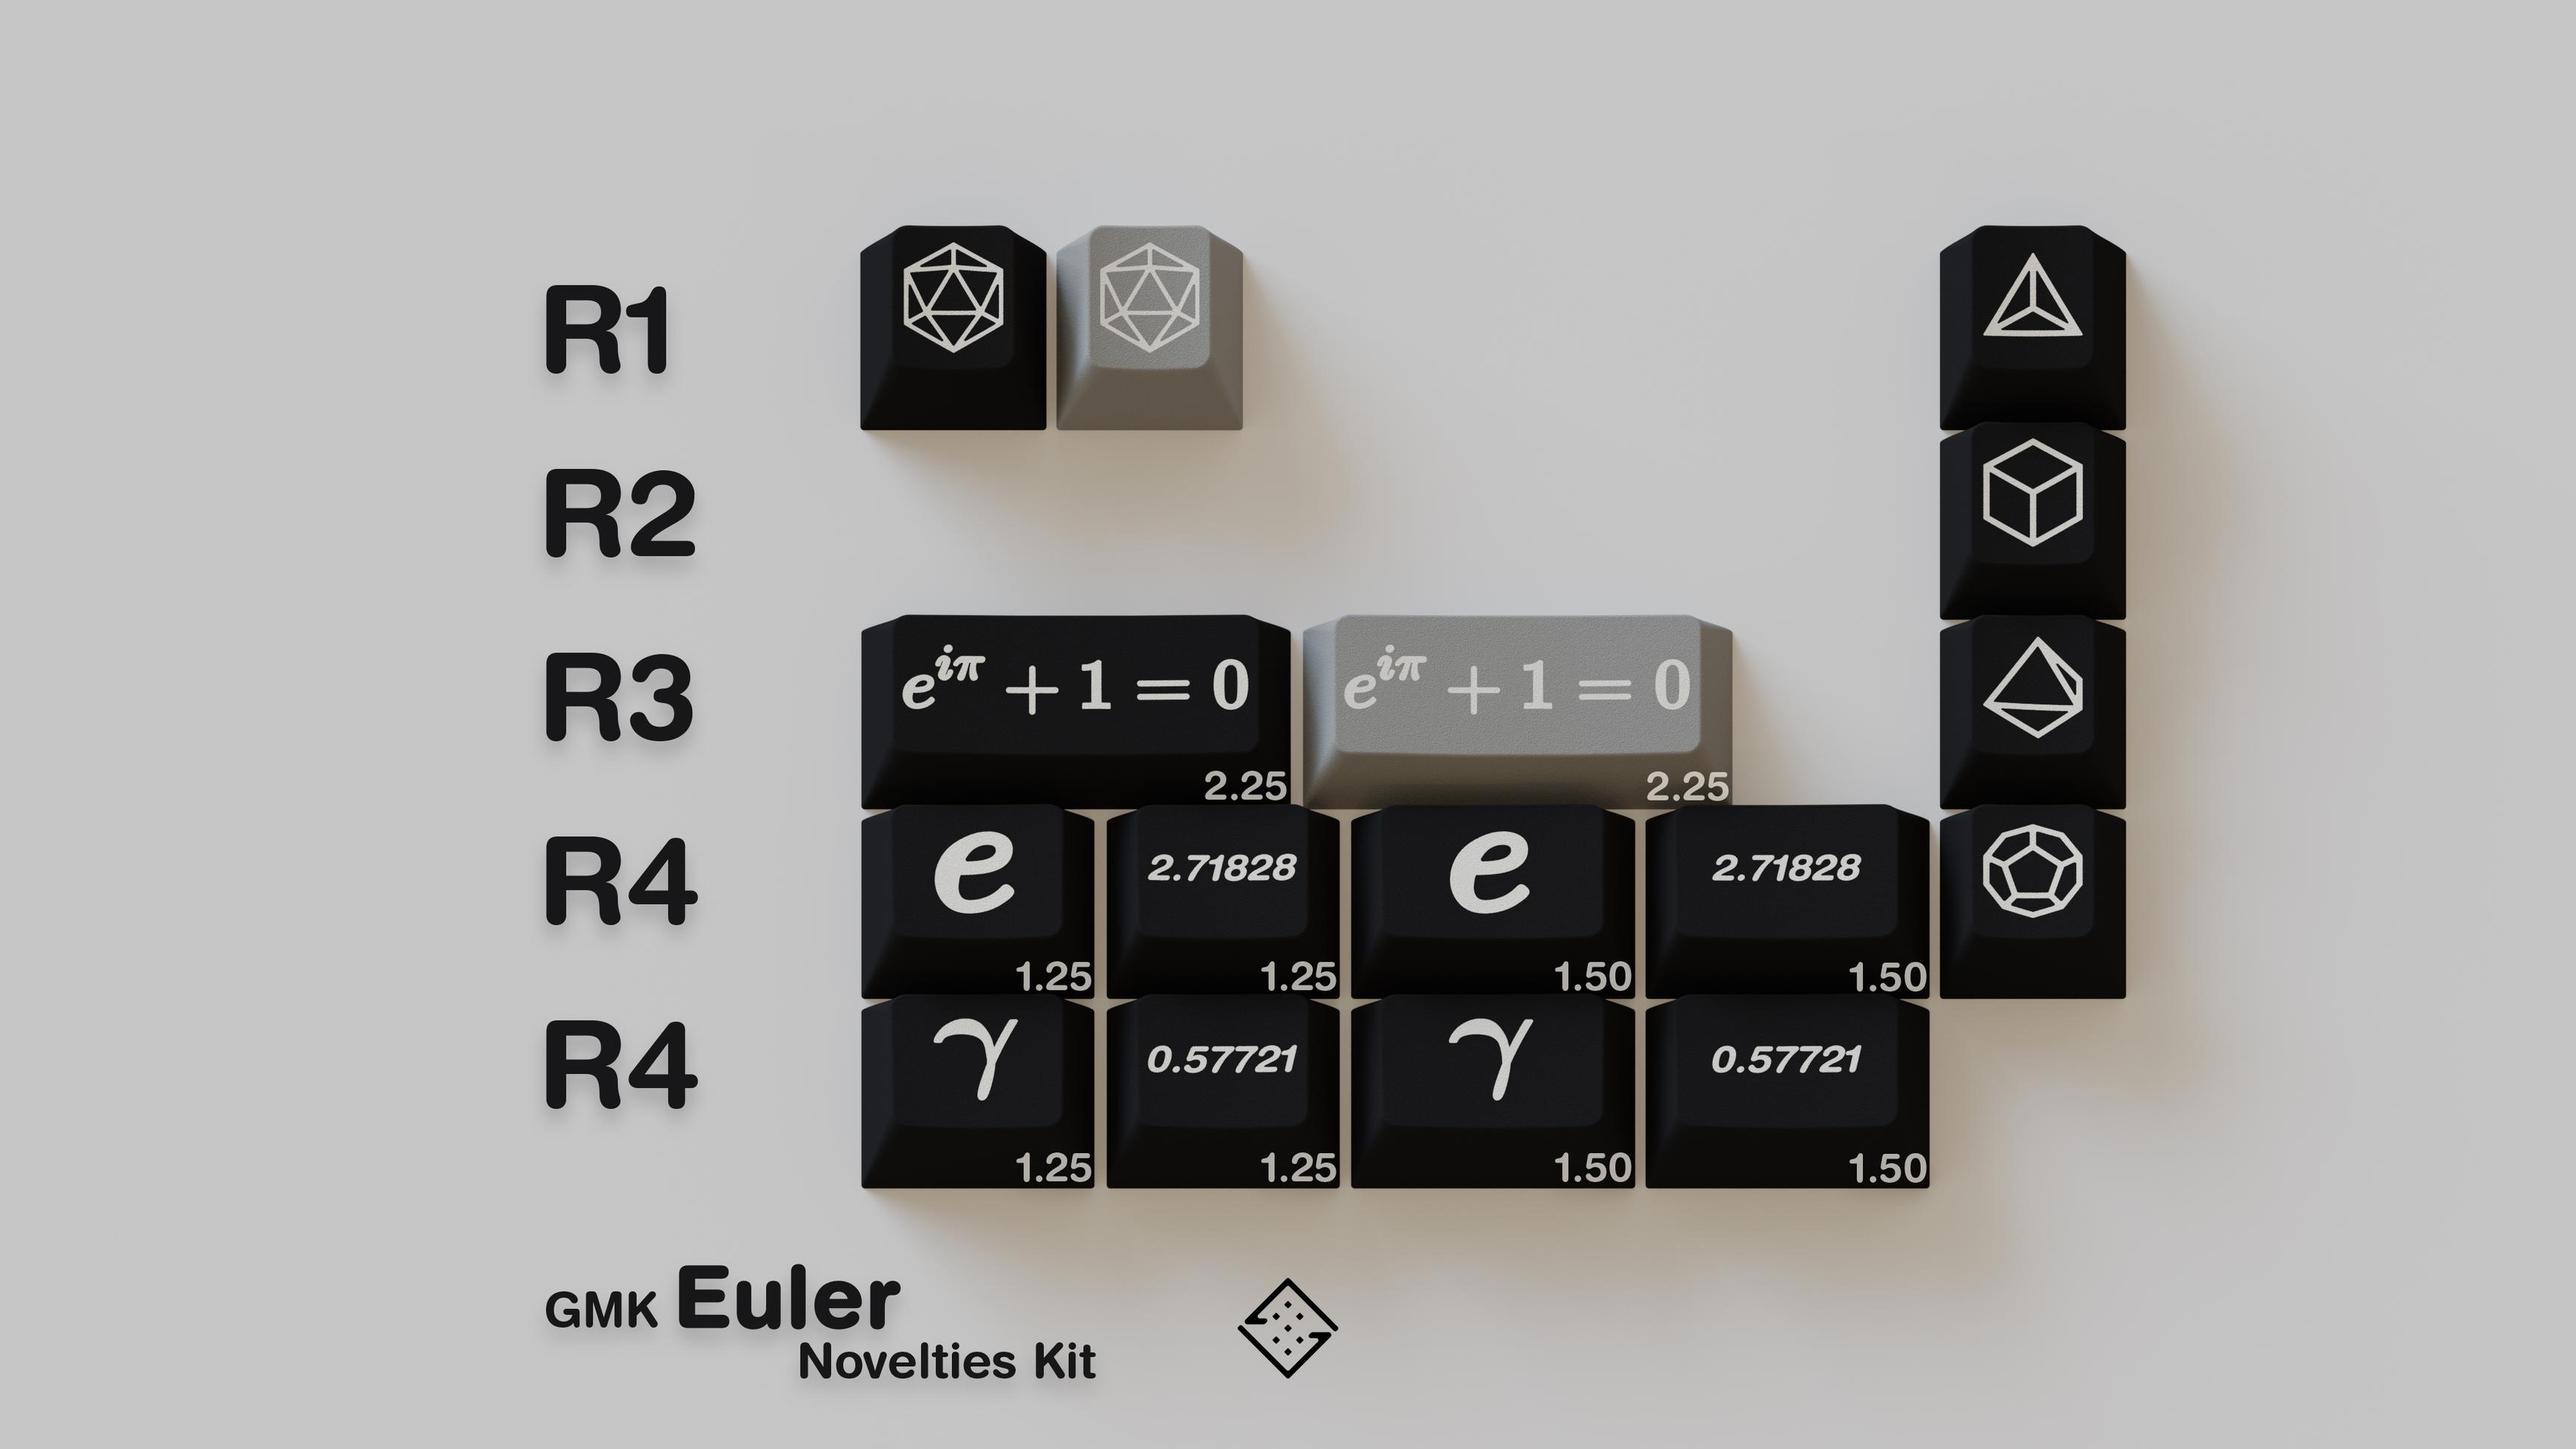 R1
R2
R3
e^{iπ} + 1 = 0
2.25
e^{iπ} + 1 = 0
2.25
R4
e
1.25
2.71828
1.25
e
1.50
2.71828
1.50
R4
γ
1.25
0.57721
1.25
γ
1.50
0.57721
1.50
GMK Euler
Novelties Kit